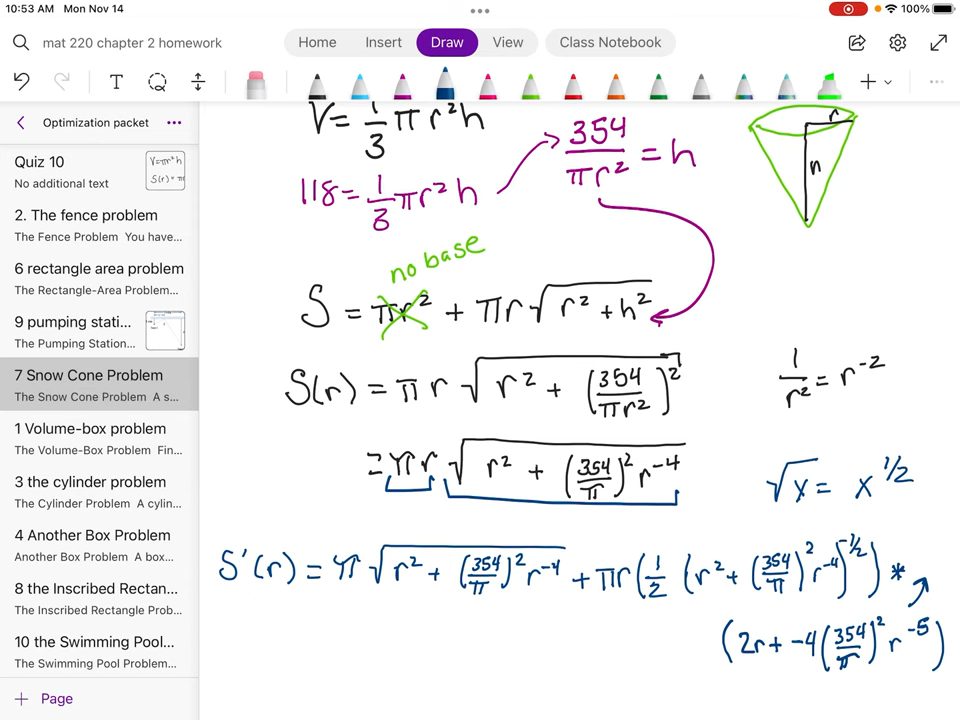 10:53 AM Mon Nov 14
100%
mat 220 chapter 2 homework
Home Insert Draw View Class Notebook
T
Optimization packet
Quiz 10
No additional text
V=πr²h
S(r) = π
2. The fence problem
The Fence Problem You have...
6 rectangle area problem
The Rectangle-Area Problem...
9 pumping stati...
The Pumping Station...
7 Snow Cone Problem
The Snow Cone Problem A s...
1 Volume-box problem
The Volume-Box Problem Fin...
3 the cylinder problem
The Cylinder Problem A cylin...
4 Another Box Problem
Another Box Problem A box...
8 the Inscribed Rectan...
The Inscribed Rectangle Prob...
10 the Swimming Pool...
The Swimming Pool Problem...
+ Page
V = 1/3 πr²h
118 = 1/3 πr²h
354/πr² = h
r
h
no base
S = πr² + πr√(r² + h²)
S(r) = πr√(r² + (354/πr²)²)
1/r² = r⁻²
= πr√(r² + (354/π)² r⁻⁴)
√x = x^1/2
S'(r) = π√(r² + (354/π)² r⁻⁴) + πr(1/2 (r² + (354/π)² r⁻⁴)^-1/2) *
(2r + -4(354/π)² r⁻⁵)